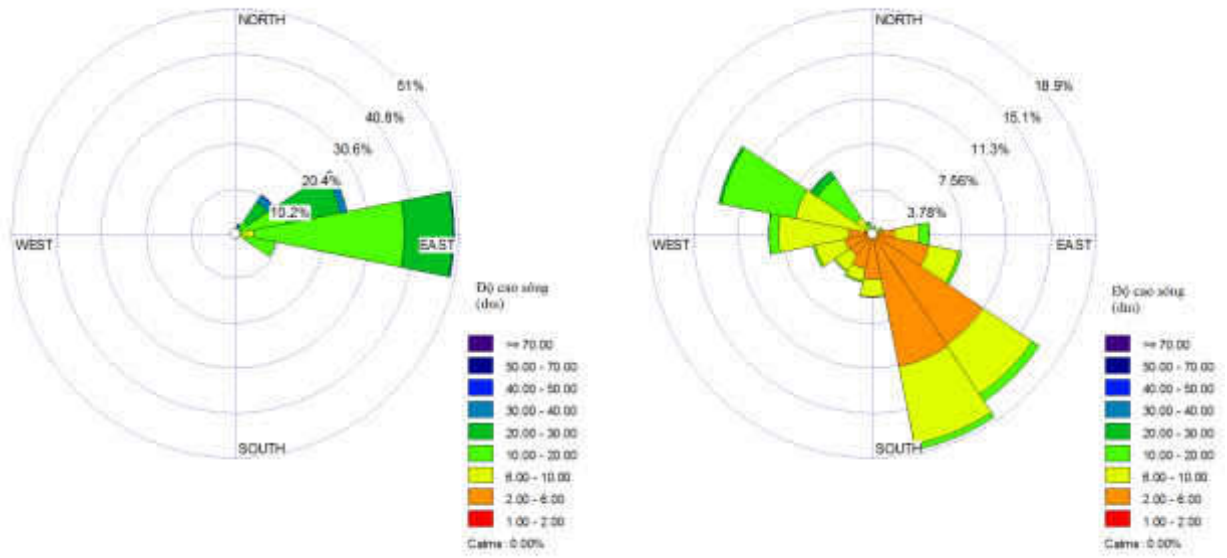 NORTH
51%
40.8%
30.6%
20.4%
10.2%
WEST
EAST
SOUTH
Độ cao sóng
(dm)
>= 70.00
50.00 - 70.00
40.00 - 50.00
30.00 - 40.00
20.00 - 30.00
10.00 - 20.00
6.00 - 10.00
2.00 - 6.00
1.00 - 2.00
Calms : 0.00%
NORTH
18.9%
15.1%
11.3%
7.56%
3.78%
WEST
EAST
SOUTH
Độ cao sóng
(dm)
>= 70.00
50.00 - 70.00
40.00 - 50.00
30.00 - 40.00
20.00 - 30.00
10.00 - 20.00
6.00 - 10.00
2.00 - 6.00
1.00 - 2.00
Calms : 0.00%